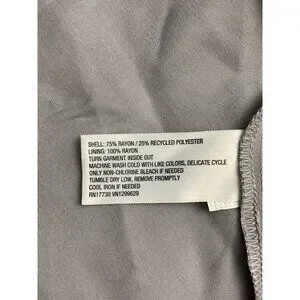 SHELL: 75% RAYON / 25% RECYCLED POLYESTER
LINING: 100% RAYON
TURN GARMENT INSIDE OUT
MACHINE WASH COLD WITH LIKE COLORS, DELICATE CYCLE
ONLY NON-CHLORINE BLEACH IF NEEDED
TUMBLE DRY LOW, REMOVE PROMPTLY
COOL IRON IF NEEDED
RN17730 VN1299629